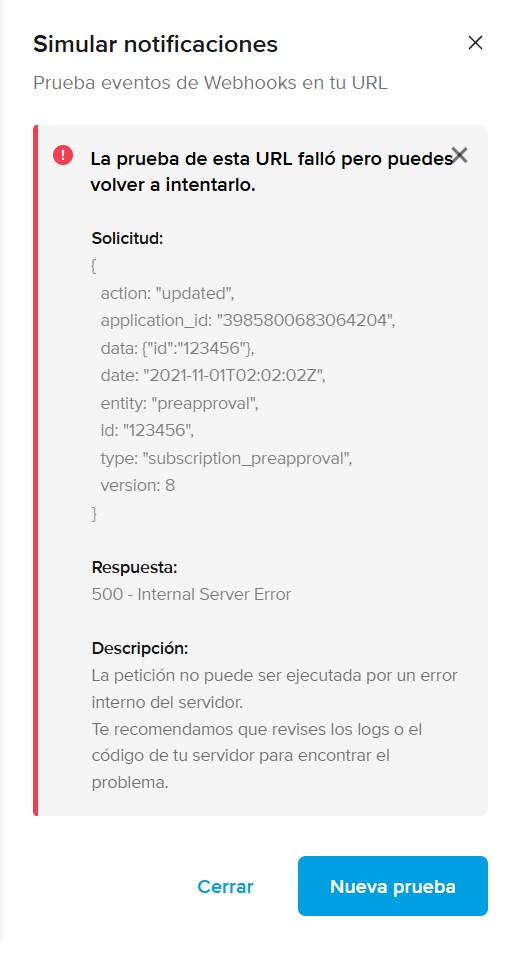 Simular notificaciones
Prueba eventos de Webhooks en tu URL
La prueba de esta URL falló pero puedes
volver a intentarlo.
Solicitud:
{
action: "updated",
application_id: "3985800683064204",
data: {"id":"123456"},
date: "2021-11-01T02:02:02Z",
entity: "preapproval",
id: "123456",
type: "subscription_preapproval",
version: 8
}
Respuesta:
500 - Internal Server Error
Descripción:
La petición no puede ser ejecutada por un error
interno del servidor.
Te recomendamos que revises los logs o el
código de tu servidor para encontrar el
problema.
Cerrar
Nueva prueba